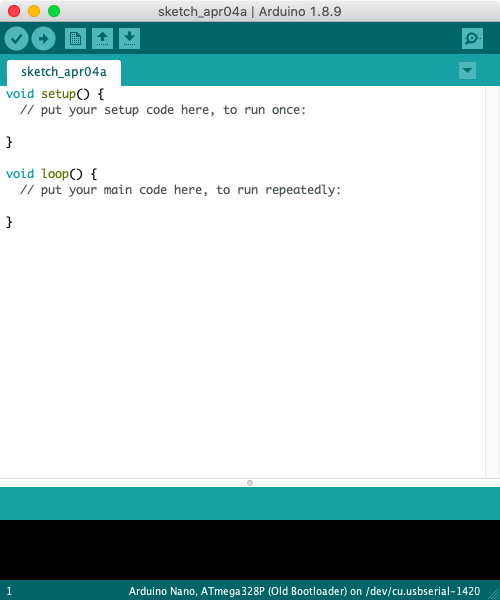 sketch_apr04a | Arduino 1.8.9
sketch_apr04a
void setup() {
// put your setup code here, to run once:
}
void loop() {
// put your main code here, to run repeatedly:
}
1
Arduino Nano, ATmega328P (Old Bootloader) on /dev/cu.usbserial-1420